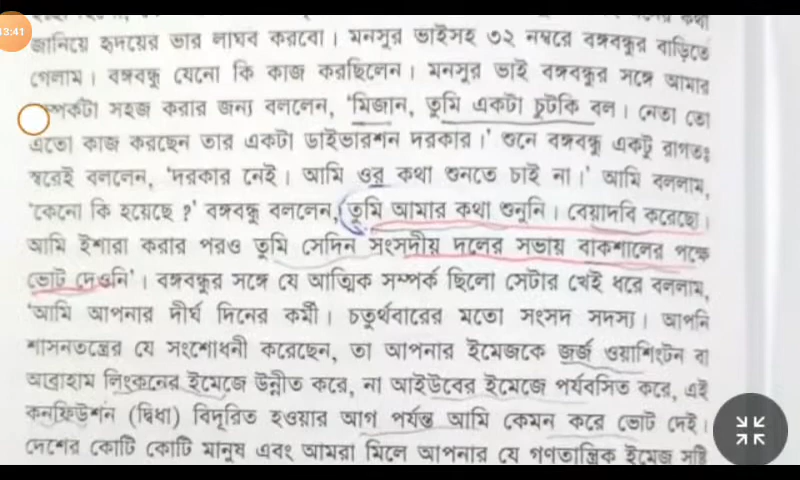 13:41
জানিয়ে হৃদয়ের ভার লাঘব করবো। মনসুর ভাইসহ ৩২ নম্বরে বঙ্গবন্ধুর বাড়িতে
গেলাম। বঙ্গবন্ধু যেনো কি কাজ করছিলেন। মনসুর ভাই বঙ্গবন্ধুর সঙ্গে আমার
ম্পর্কটা সহজ করার জন্য বললেন, ‘মিজান, তুমি একটা চুটকি বল। নেতা তো
এতো কাজ করছেন তার একটা ডাইভারশন দরকার।’ শুনে বঙ্গবন্ধু একটু রাগতঃ
স্বরেই বললেন, ‘দরকার নেই। আমি ওর কথা শুনতে চাই না।’ আমি বললাম,
‘কেনো কি হয়েছে ?’ বঙ্গবন্ধু বললেন, ‘তুমি আমার কথা শুনুনি। বেয়াদবি করেছো।
আমি ইশারা করার পরও তুমি সেদিন সংসদীয় দলের সভায় বাকশালের পক্ষে
ভোট দেওনি’। বঙ্গবন্ধুর সঙ্গে যে আত্মিক সম্পর্ক ছিলো সেটার খেই ধরে বললাম,
‘আমি আপনার দীর্ঘ দিনের কর্মী। চতুর্থবারের মতো সংসদ সদস্য। আপনি
শাসনতন্ত্রের যে সংশোধনী করেছেন, তা আপনার ইমেজকে জর্জ ওয়াশিংটন বা
আব্রাহাম লিংকনের ইমেজে উন্নীত করে, না আইউবের ইমেজে পর্যবসিত করে, এই
কনফিউশন (দ্বিধা) বিদূরিত হওয়ার আগ পর্যন্ত আমি কেমন করে ভোট দেই।
দেশের কোটি কোটি মানুষ এবং আমরা মিলে আপনার যে গণতান্ত্রিক ইমেজ সৃষ্টি